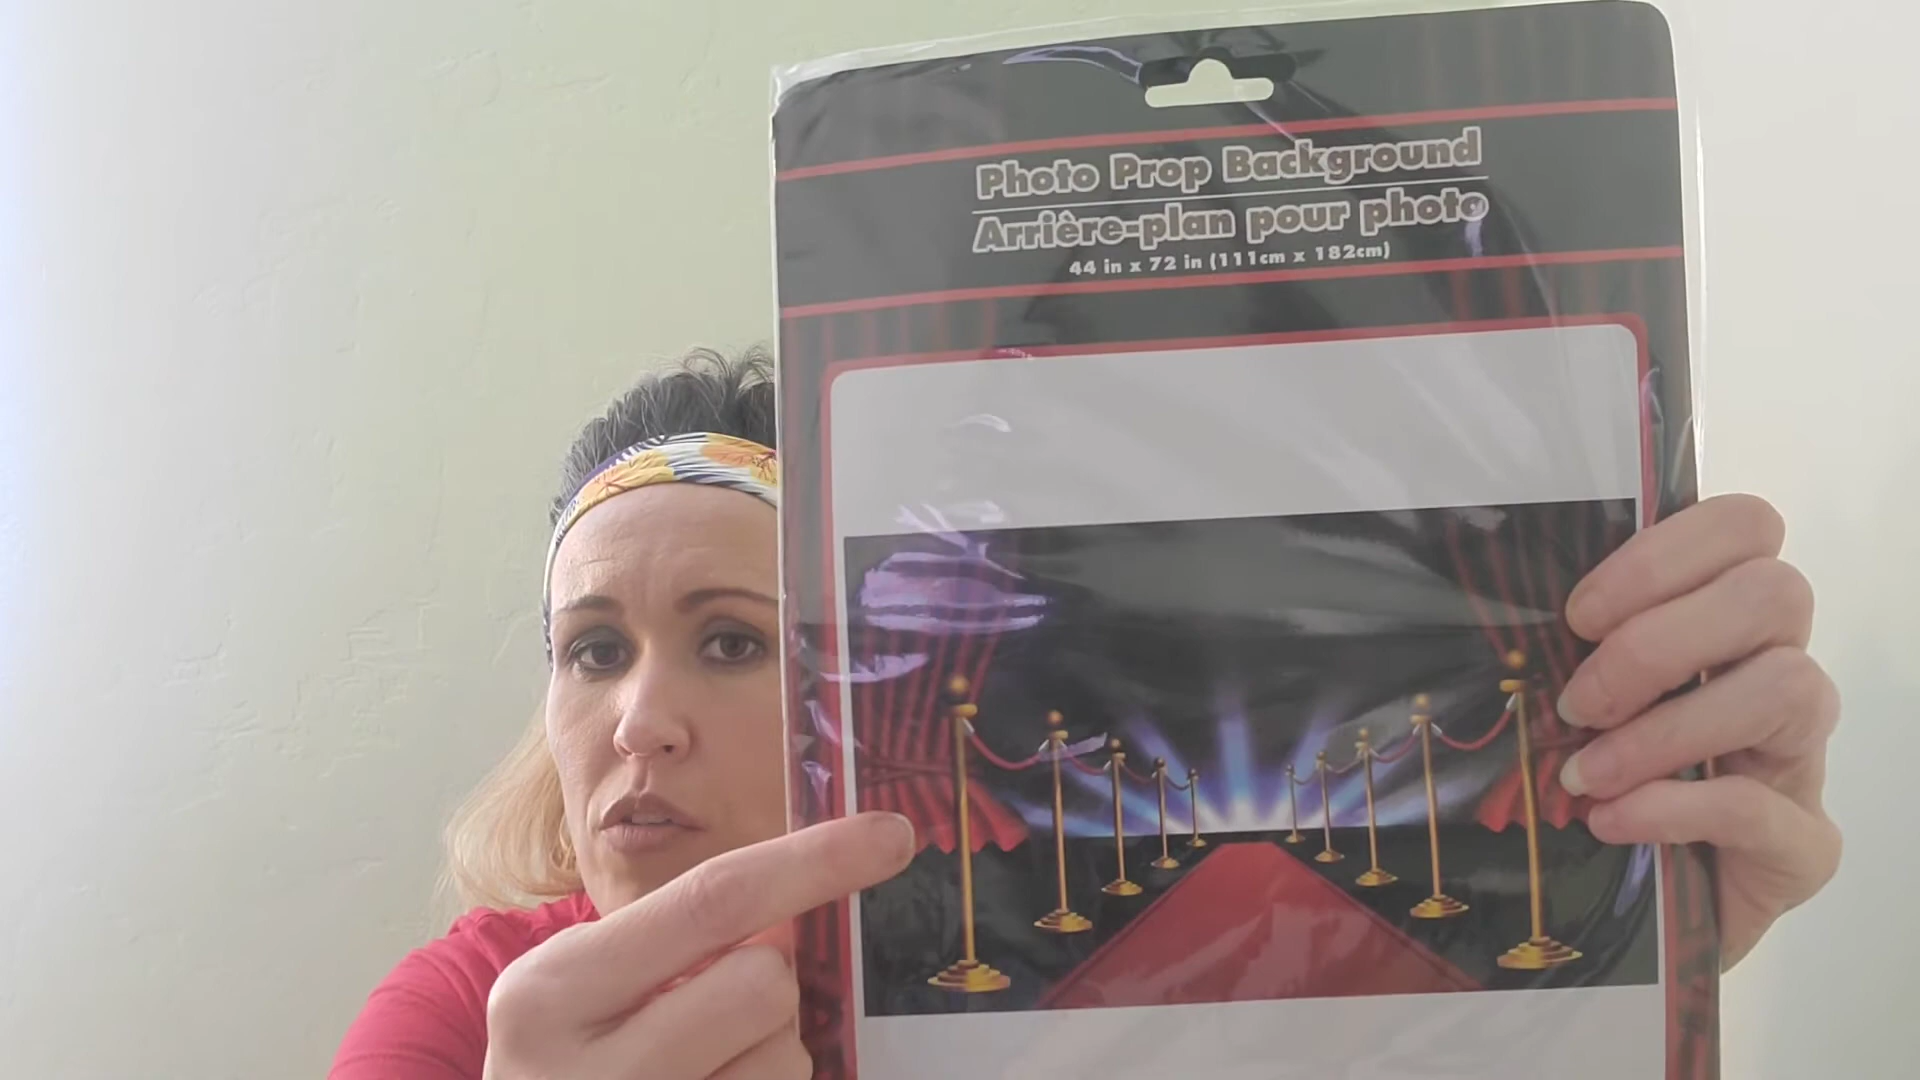 Photo Prop Background
Arrière-plan pour photo
44 in x 72 in (111cm x 182cm)